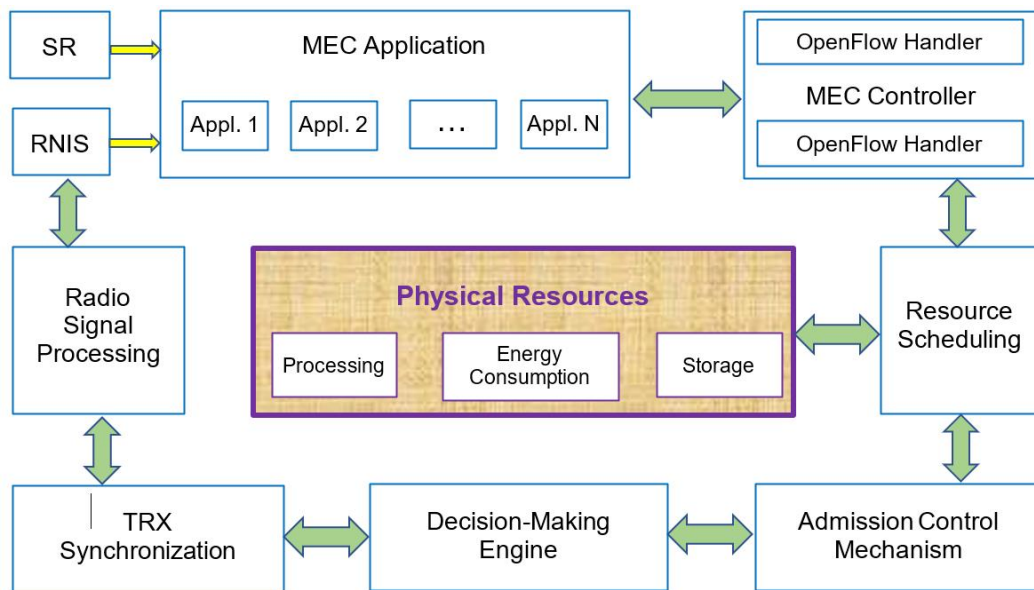 SR
MEC Application
OpenFlow Handler
MEC Controller
Appl. 1
Appl. 2
...
Appl. N
OpenFlow Handler
RNIS
Radio
Signal
Processing
Physical Resources
Processing
Energy
Consumption
Storage
Resource
Scheduling
TRX
Synchronization
Decision-Making
Engine
Admission Control
Mechanism